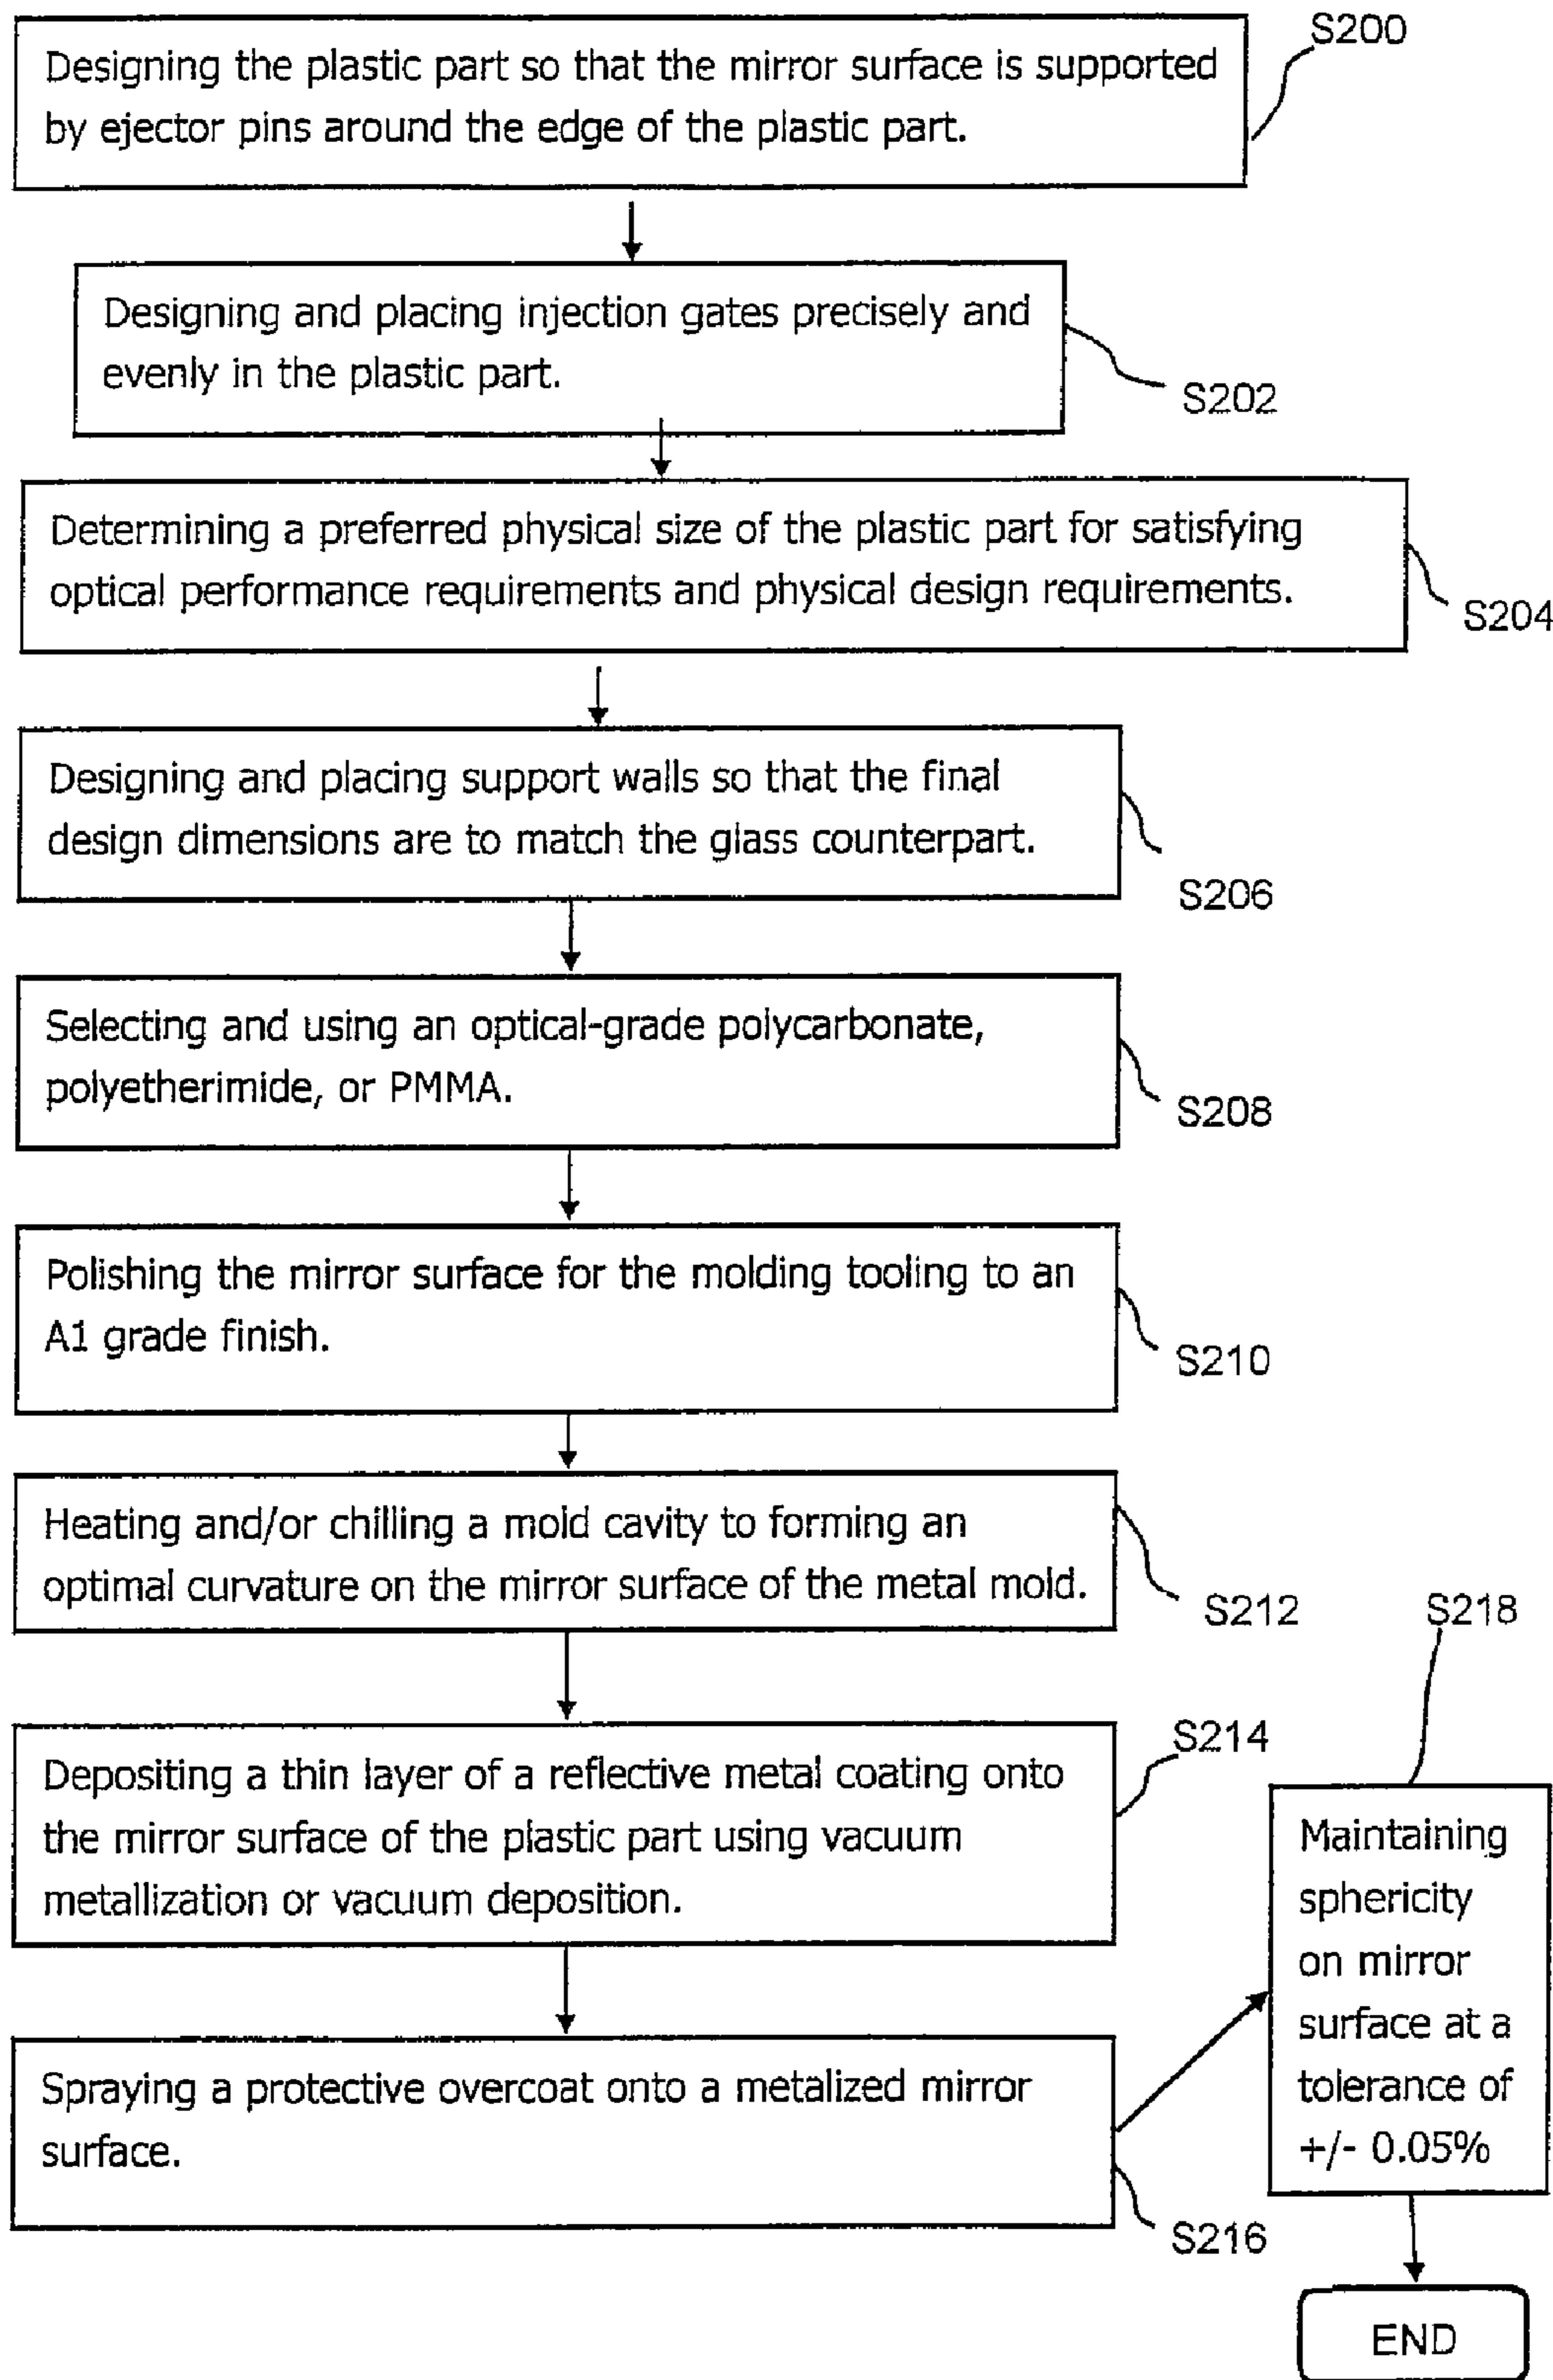 S200
Designing the plastic part so that the mirror surface is supported
by ejector pins around the edge of the plastic part.
Designing and placing injection gates precisely and
evenly in the plastic part.
S202
Determining a preferred physical size of the plastic part for satisfying
optical performance requirements and physical design requirements.
S204
Designing and placing support walls so that the final
design dimensions are to match the glass counterpart.
S206
Selecting and using an optical-grade polycarbonate,
polyetherimide, or PMMA.
S208
Polishing the mirror surface for the molding tooling to an
A1 grade finish.
S210
Heating and/or chilling a mold cavity to forming an
optimal curvature on the mirror surface of the metal mold.
S212
S214
Depositing a thin layer of a reflective metal coating onto
the mirror surface of the plastic part using vacuum
metallization or vacuum deposition.
Spraying a protective overcoat onto a metalized mirror
surface.
S216
S218
Maintaining
sphericity
on mirror
surface at a
tolerance of
+/- 0.05%
END